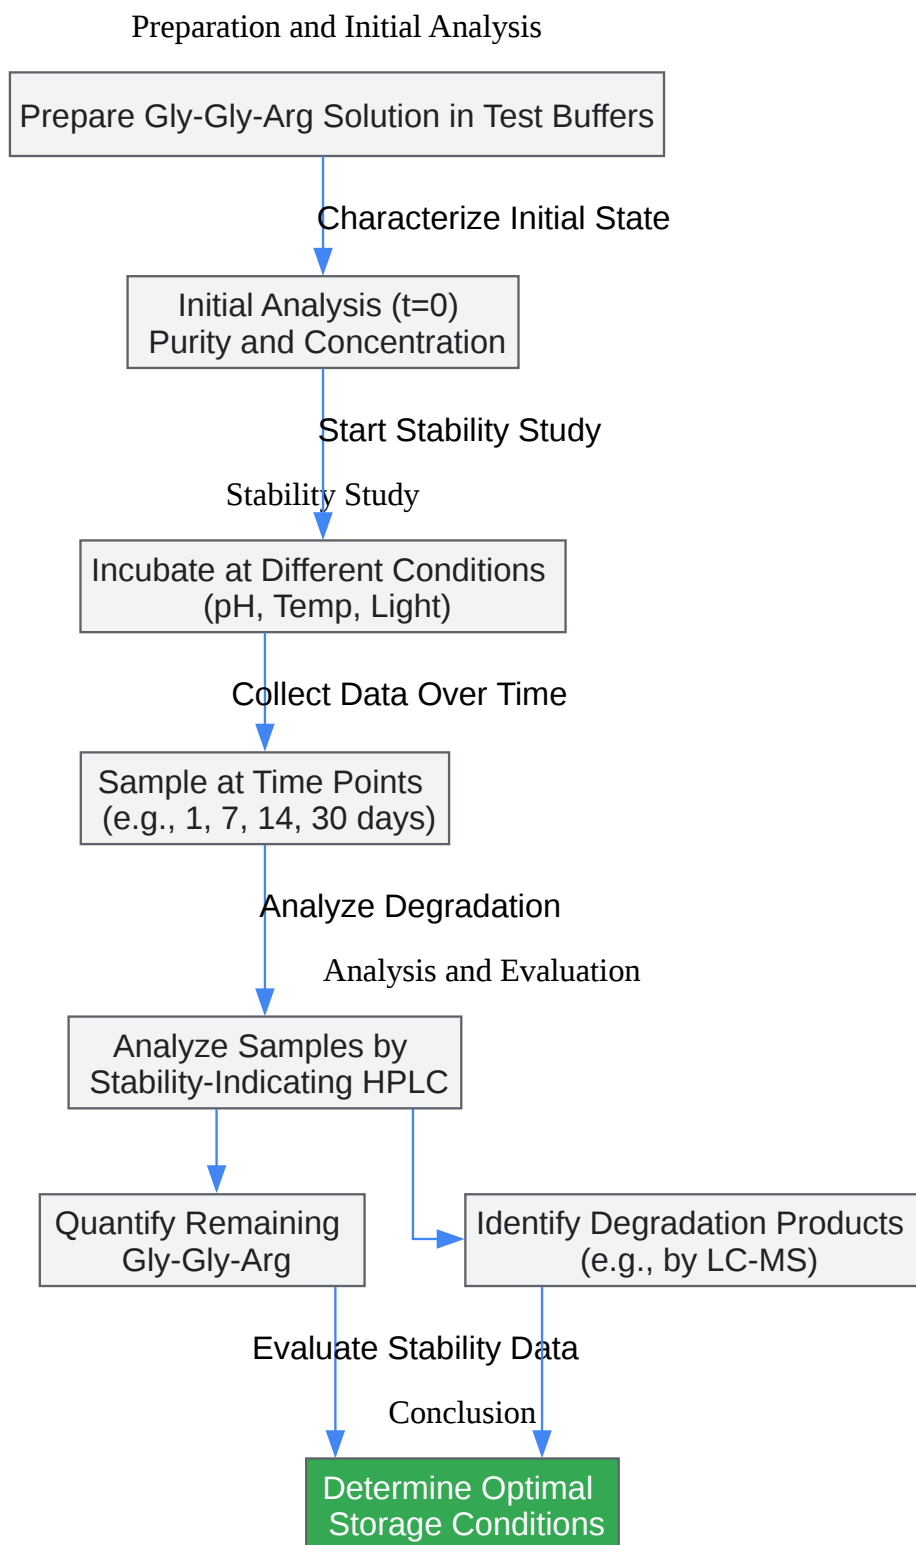 Preparation and Initial Analysis
Prepare Gly-Gly-Arg Solution in Test Buffers
Characterize Initial State
Initial Analysis (t=0)
Purity and Concentration
Start Stability Study
Stability Study
Incubate at Different Conditions
(pH, Temp, Light)
Collect Data Over Time
Sample at Time Points
(e.g., 1, 7, 14, 30 days)
Analyze Degradation
Analysis and Evaluation
Analyze Samples by
Stability-Indicating HPLC
Quantify Remaining
Gly-Gly-Arg
Identify Degradation Products
(e.g., by LC-MS)
Evaluate Stability Data
Conclusion
Determine Optimal
Storage Conditions